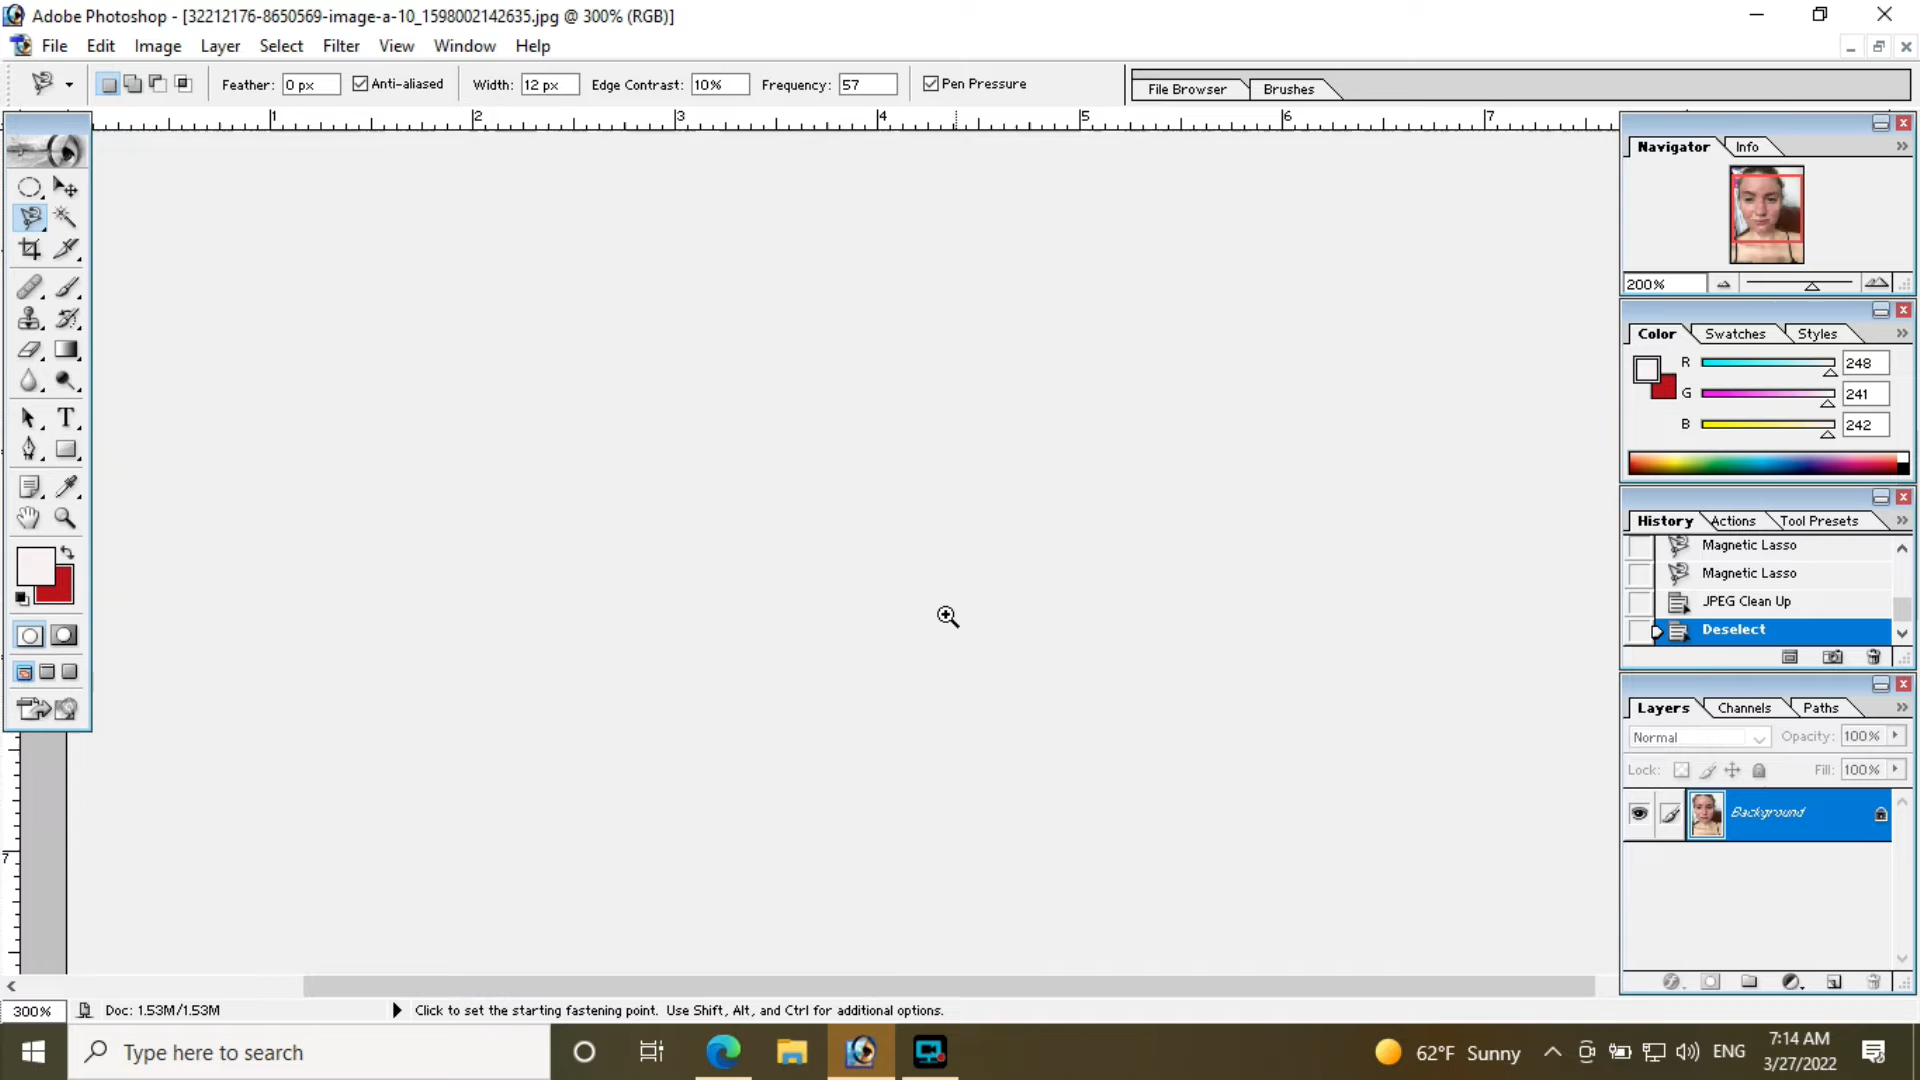 Adobe Photoshop - [32212176-8650569-image-a-10_1598002142635.jpg @ 300% (RGB)]
File Edit Image Layer Select Filter View Window Help
Feather: 0 px Anti-aliased Width: 12 px Edge Contrast: 10% Frequency: 57 Pen Pressure File Browser Brushes
1 2 3 4 5 6 7
Navigator Info
200%
Color Swatches Styles
R 248
G 241
B 242
History Actions Tool Presets
Magnetic Lasso
Magnetic Lasso
JPEG Clean Up
Deselect
Layers Channels Paths
Normal Opacity: 100%
Lock: Fill: 100%
Background
7
300% Doc: 1.53M/1.53M Click to set the starting fastening point. Use Shift, Alt, and Ctrl for additional options.
Type here to search 62°F Sunny ENG 7:14 AM
3/27/2022